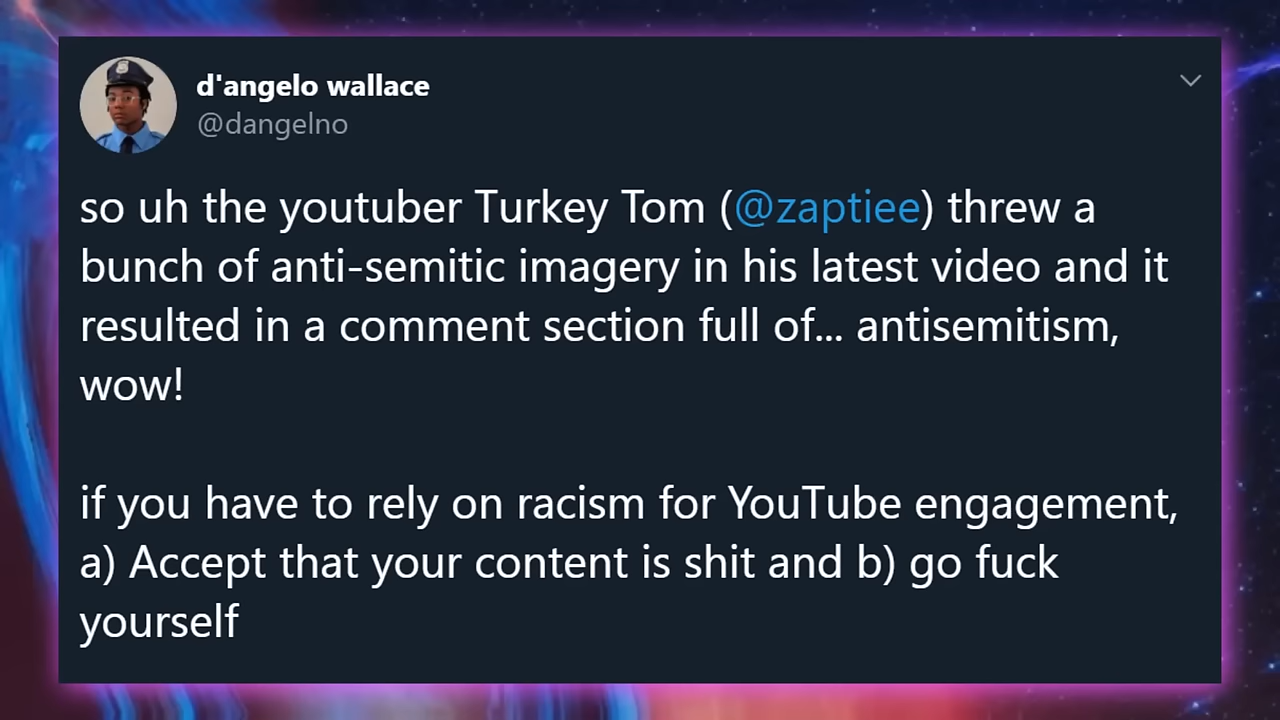 d'angelo wallace
@dangelno
so uh the youtuber Turkey Tom (@zaptiee) threw a
bunch of anti-semitic imagery in his latest video and it
resulted in a comment section full of... antisemitism,
wow!
if you have to rely on racism for YouTube engagement,
a) Accept that your content is shit and b) go fuck
yourself